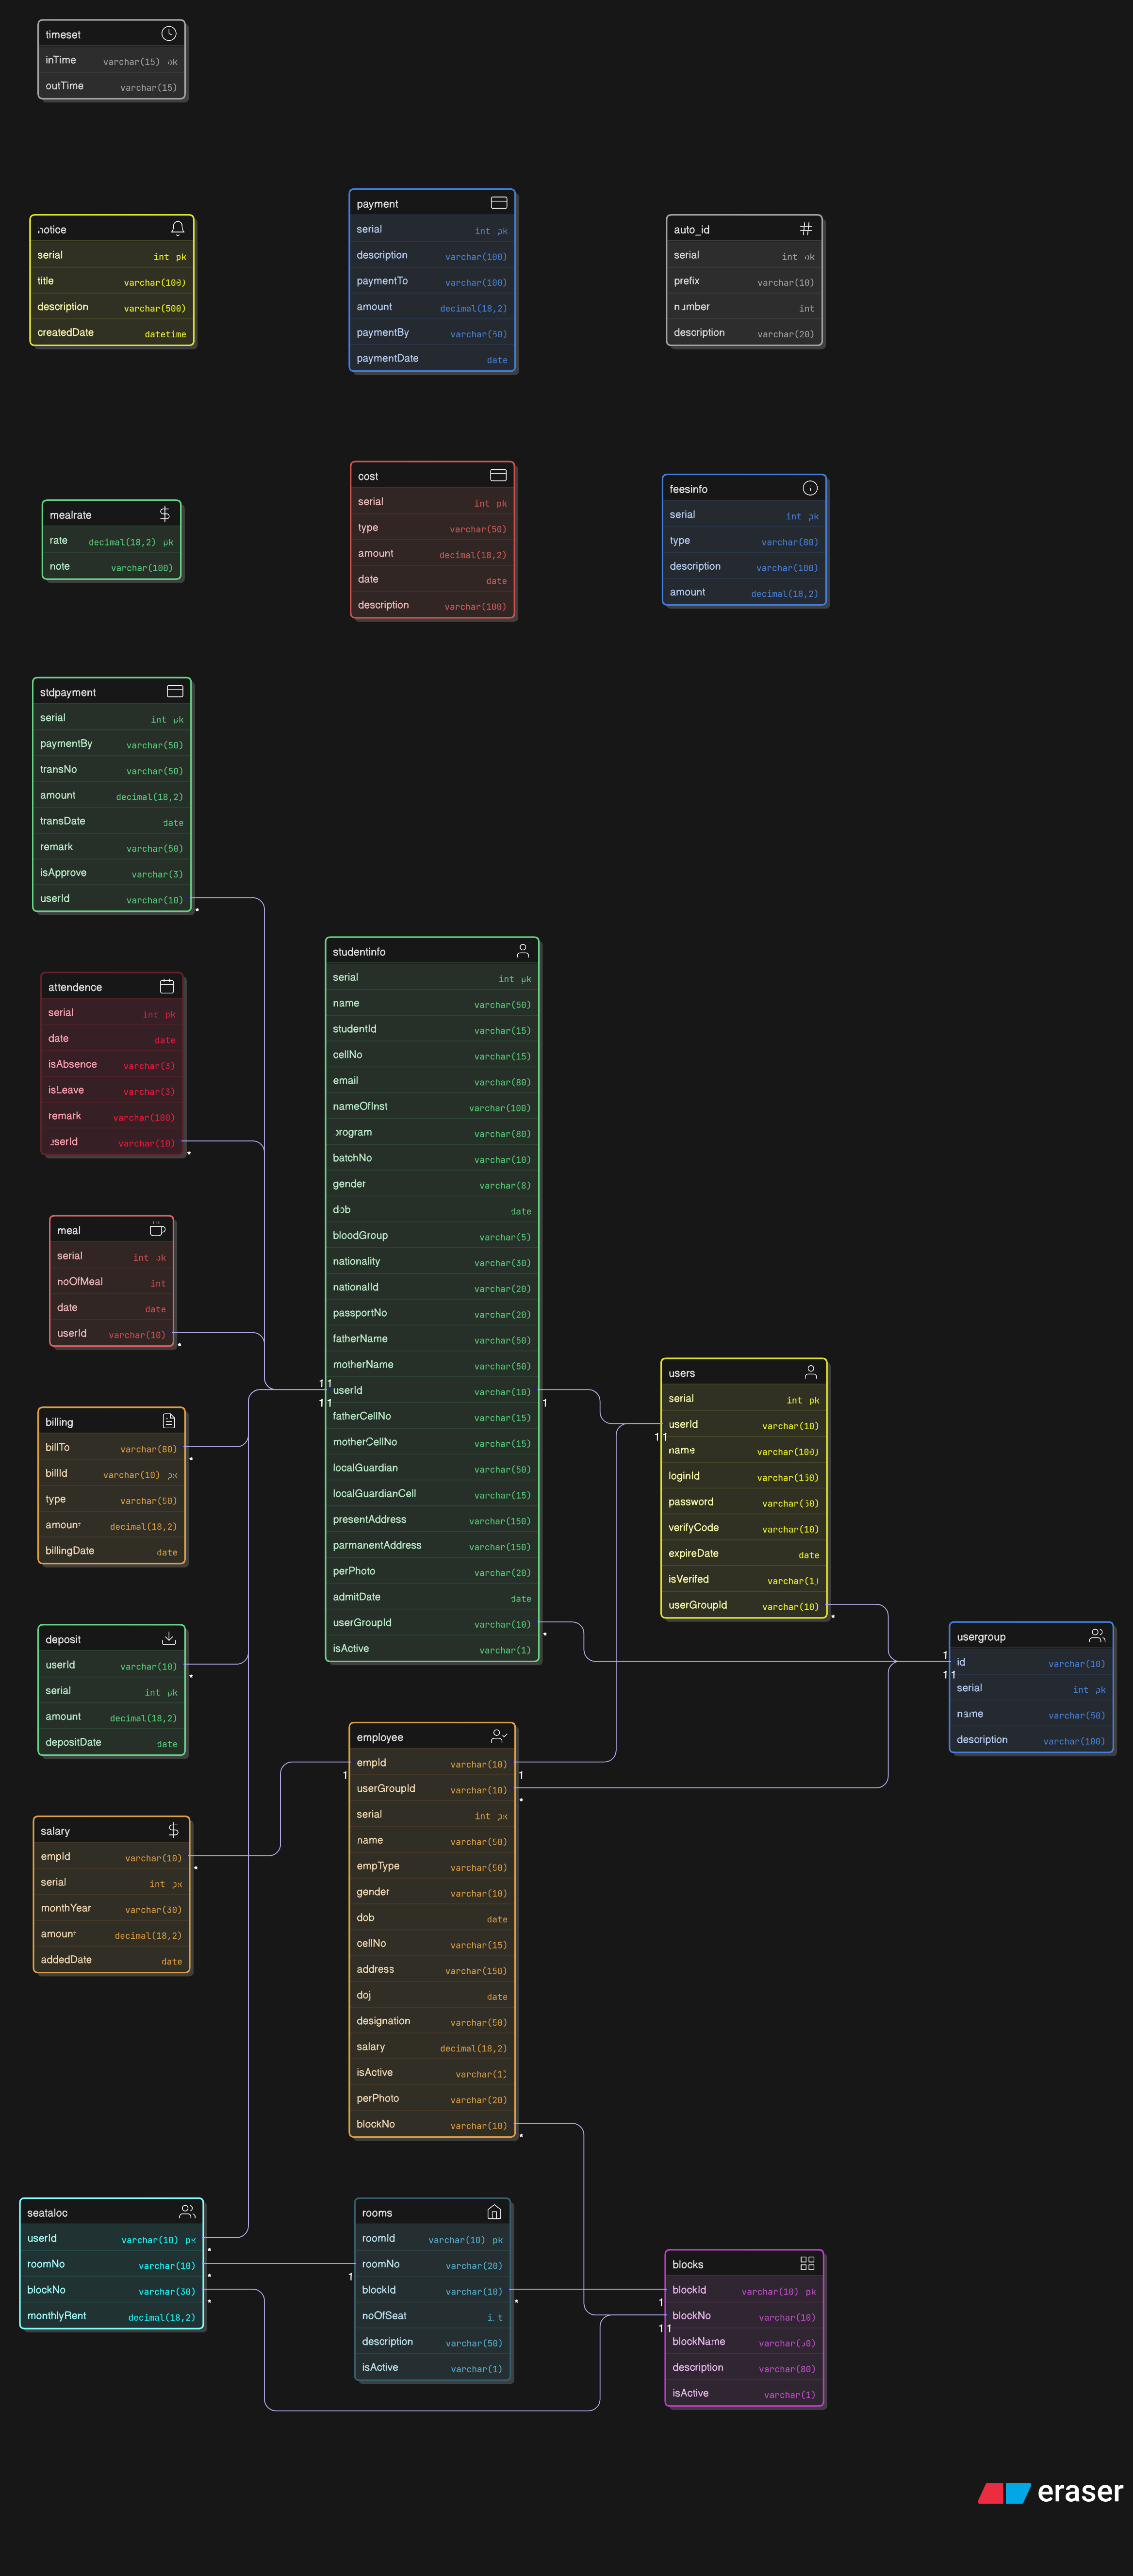 timeset
inTime varchar(15) pk
outTime varchar(15)
notice
serial int pk
title varchar(100)
description varchar(500)
createdDate datetime
payment
serial int pk
description varchar(100)
paymentTo varchar(100)
amount decimal(18,2)
paymentBy varchar(50)
paymentDate date
auto_id
serial int pk
prefix varchar(10)
number int
description varchar(20)
mealrate
rate decimal(18,2) pk
note varchar(100)
cost
serial int pk
type varchar(50)
amount decimal(18,2)
date date
description varchar(100)
feesinfo
serial int pk
type varchar(80)
description varchar(100)
amount decimal(18,2)
stdpayment
serial int pk
paymentBy varchar(50)
transNo varchar(50)
amount decimal(18,2)
transDate date
remark varchar(50)
isApprove varchar(3)
userId varchar(10)
*
attendence
serial int pk
date date
isAbsence varchar(3)
isLeave varchar(3)
remark varchar(100)
userId varchar(10)
*
meal
serial int pk
noOfMeal int
date date
userId varchar(10)
*
billing
billTo varchar(80)
*
billId varchar(10) pk
type varchar(50)
amount decimal(18,2)
billingDate date
deposit
userId varchar(10)
*
serial int pk
amount decimal(18,2)
depositDate date
salary
empId varchar(10)
*
serial int pk
monthYear varchar(30)
amount decimal(18,2)
addedDate date
studentinfo
serial int pk
name varchar(50)
studentId varchar(15)
cellNo varchar(15)
email varchar(80)
nameOfInst varchar(100)
program varchar(80)
batchNo varchar(10)
gender varchar(8)
dob date
bloodGroup varchar(5)
nationality varchar(30)
nationalId varchar(20)
passportNo varchar(20)
fatherName varchar(50)
motherName varchar(50)
1 1
userId varchar(10)
1 1
1
fatherCellNo varchar(15)
motherCellNo varchar(15)
localGuardian varchar(50)
localGuardianCell varchar(15)
presentAddress varchar(150)
parmanentAddress varchar(150)
perPhoto varchar(20)
admitDate date
userGroupId varchar(10)
*
isActive varchar(1)
users
serial int pk
userId varchar(10)
1 1
name varchar(100)
loginId varchar(150)
password varchar(50)
verifyCode varchar(10)
expireDate date
isVerifed varchar(1)
userGroupId varchar(10)
*
usergroup
1
id varchar(10)
1 1
serial int pk
name varchar(50)
description varchar(100)
employee
empId varchar(10)
1
1
userGroupId varchar(10)
*
serial int pk
name varchar(50)
empType varchar(50)
gender varchar(10)
dob date
cellNo varchar(15)
address varchar(150)
doj date
designation varchar(50)
salary decimal(18,2)
isActive varchar(1)
perPhoto varchar(20)
blockNo varchar(10)
*
seataloc
userId varchar(10) pk
*
roomNo varchar(10)
*
blockNo varchar(30)
*
monthlyRent decimal(18,2)
rooms
roomId varchar(10) pk
roomNo varchar(20)
1
blockId varchar(10)
*
noOfSeat int
description varchar(50)
isActive varchar(1)
blocks
blockId varchar(10) pk
1
blockNo varchar(10)
1 1
blockName varchar(50)
description varchar(80)
isActive varchar(1)
eraser